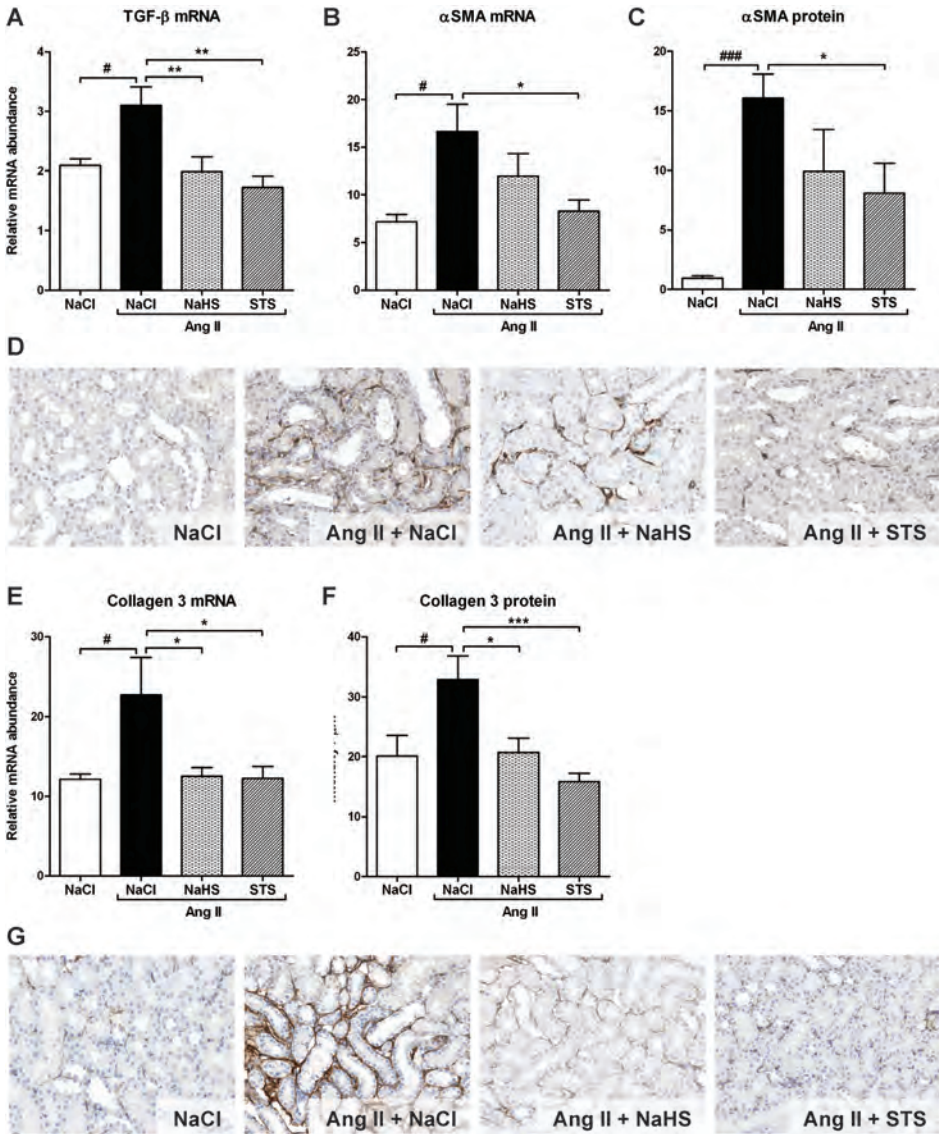 A
TGF-β mRNA
Relative mRNA abundance
4
3
2
1
0
#
**
**
NaCl
NaCl
NaHS
STS
Ang II
B
αSMA mRNA
25
20
15
10
5
0
#
*
NaCl
NaCl
NaHS
STS
Ang II
C
αSMA protein
20
15
10
5
0
###
*
NaCl
NaCl
NaHS
STS
Ang II
D
NaCl
Ang II + NaCl
Ang II + NaHS
Ang II + STS
E
Collagen 3 mRNA
Relative mRNA abundance
30
20
10
0
#
*
*
NaCl
NaCl
NaHS
STS
Ang II
F
Collagen 3 protein
40
30
20
10
0
#
*
***
NaCl
NaCl
NaHS
STS
Ang II
G
NaCl
Ang II + NaCl
Ang II + NaHS
Ang II + STS